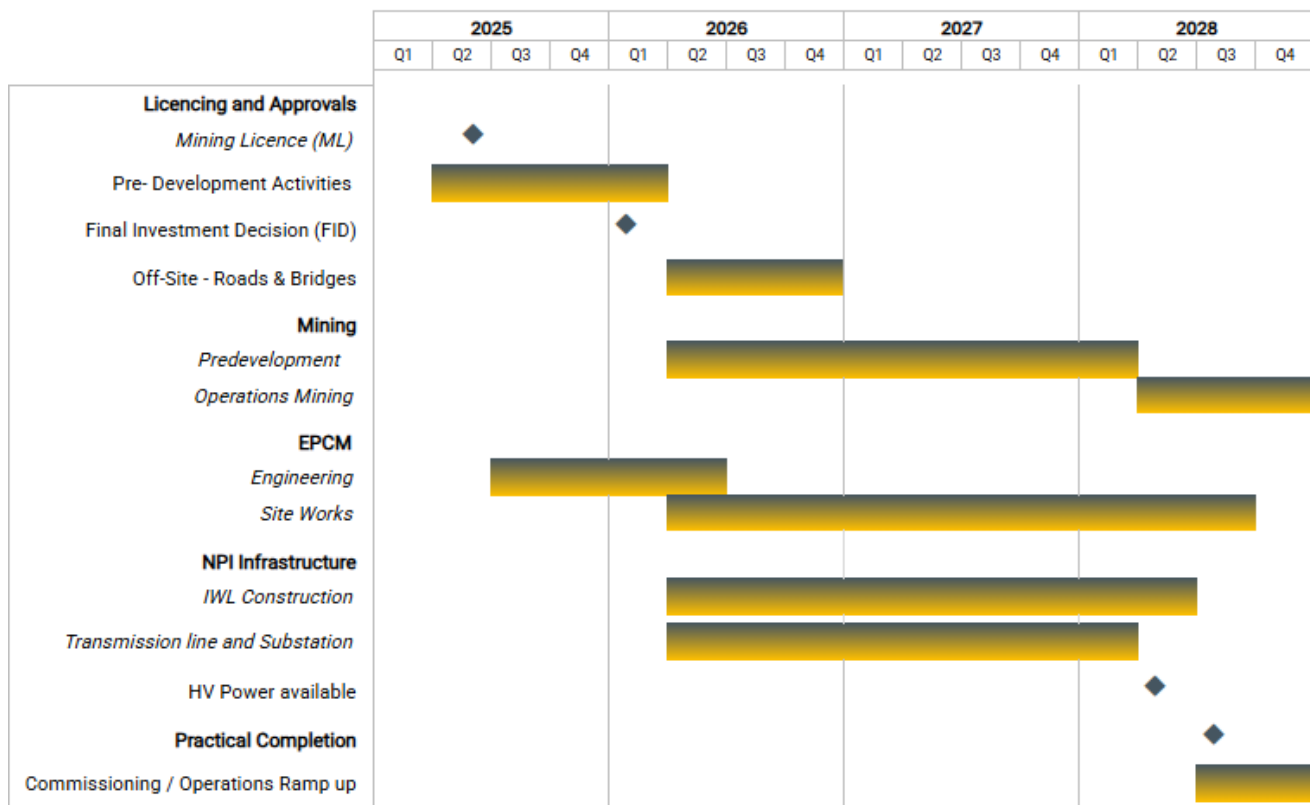 2025 2026 2027 2028
Q1 Q2 Q3 Q4 Q1 Q2 Q3 Q4 Q1 Q2 Q3 Q4 Q1 Q2 Q3 Q4
Licencing and Approvals
Mining Licence (ML)
Pre- Development Activities
Final Investment Decision (FID)
Off-Site - Roads & Bridges
Mining
Predevelopment
Operations Mining
EPCM
Engineering
Site Works
NPI Infrastructure
IWL Construction
Transmission line and Substation
HV Power available
Practical Completion
Commissioning / Operations Ramp up